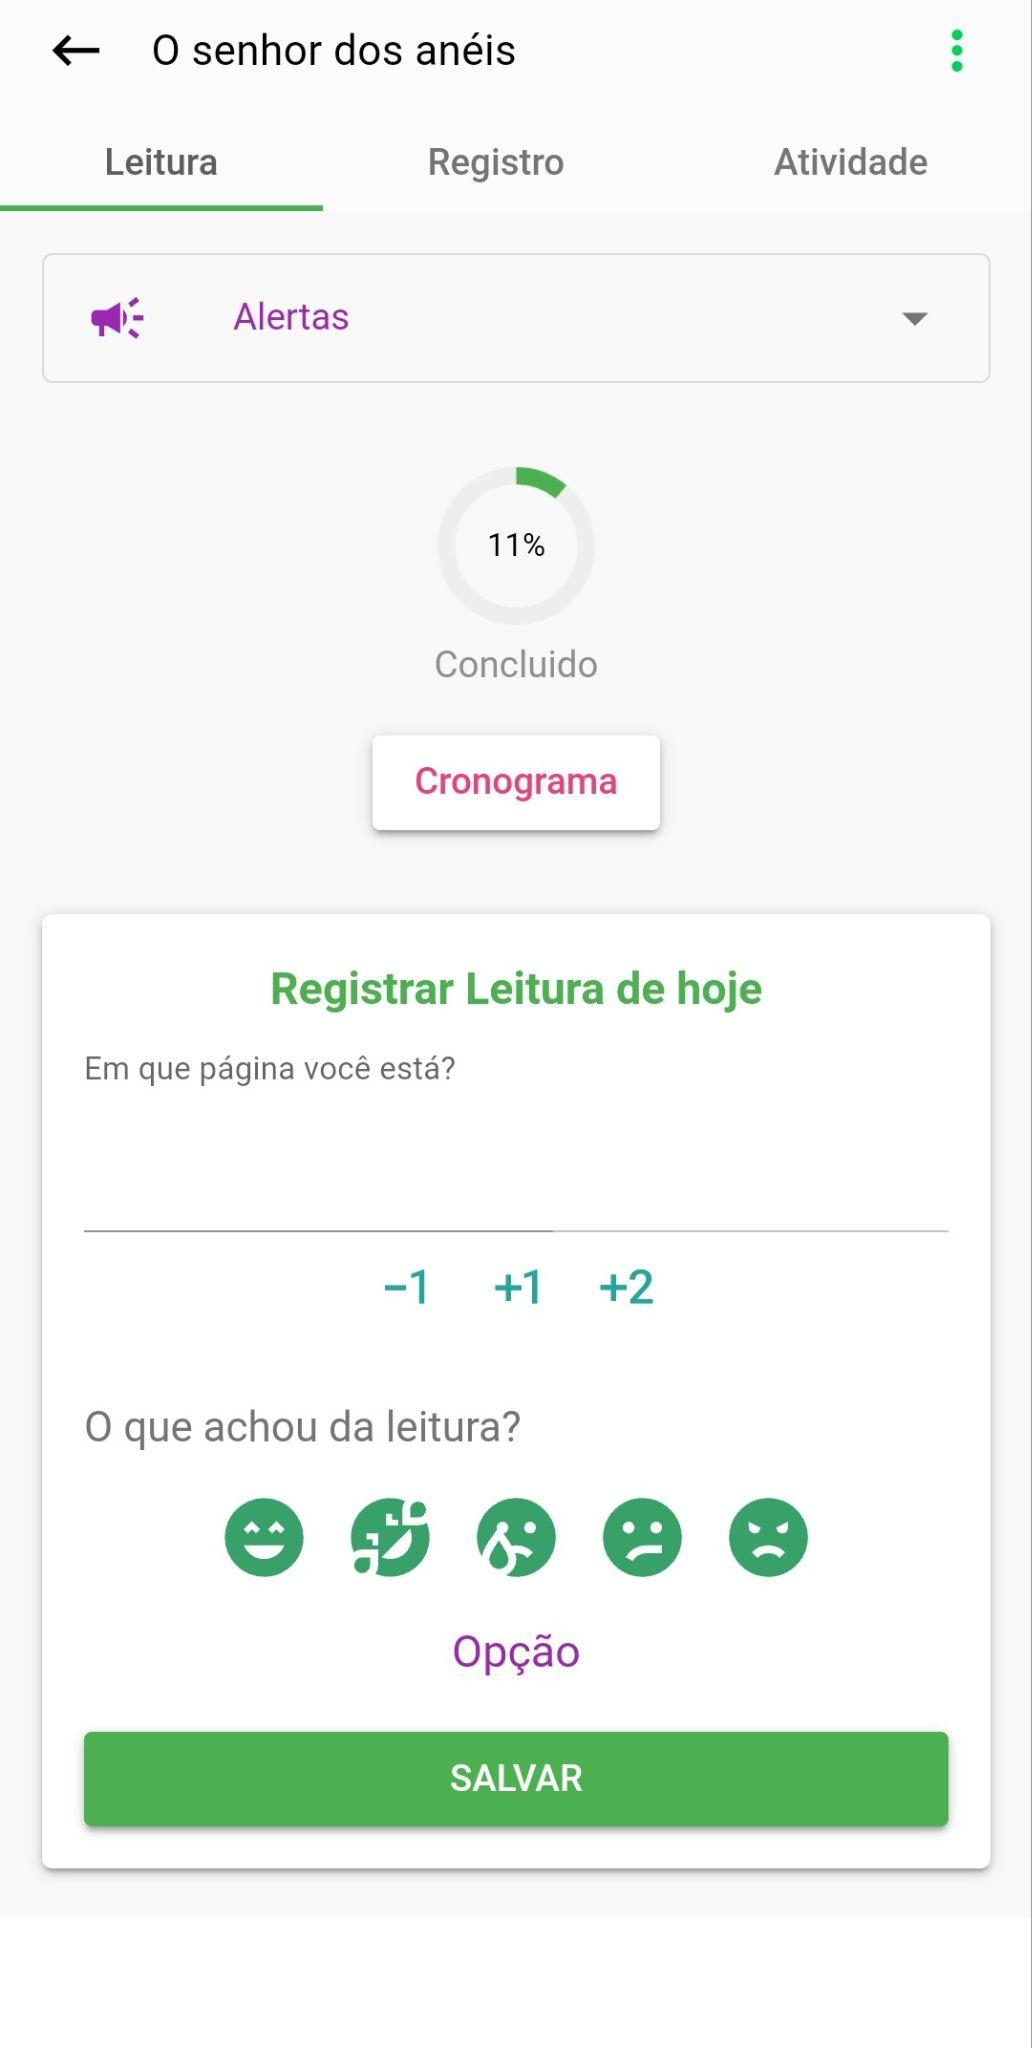 O senhor dos anéis
Leitura Registro Atividade
Alertas
11%
Concluido
Cronograma
Registrar Leitura de hoje
Em que página você está?
-1 +1 +2
O que achou da leitura?
Opção
SALVAR